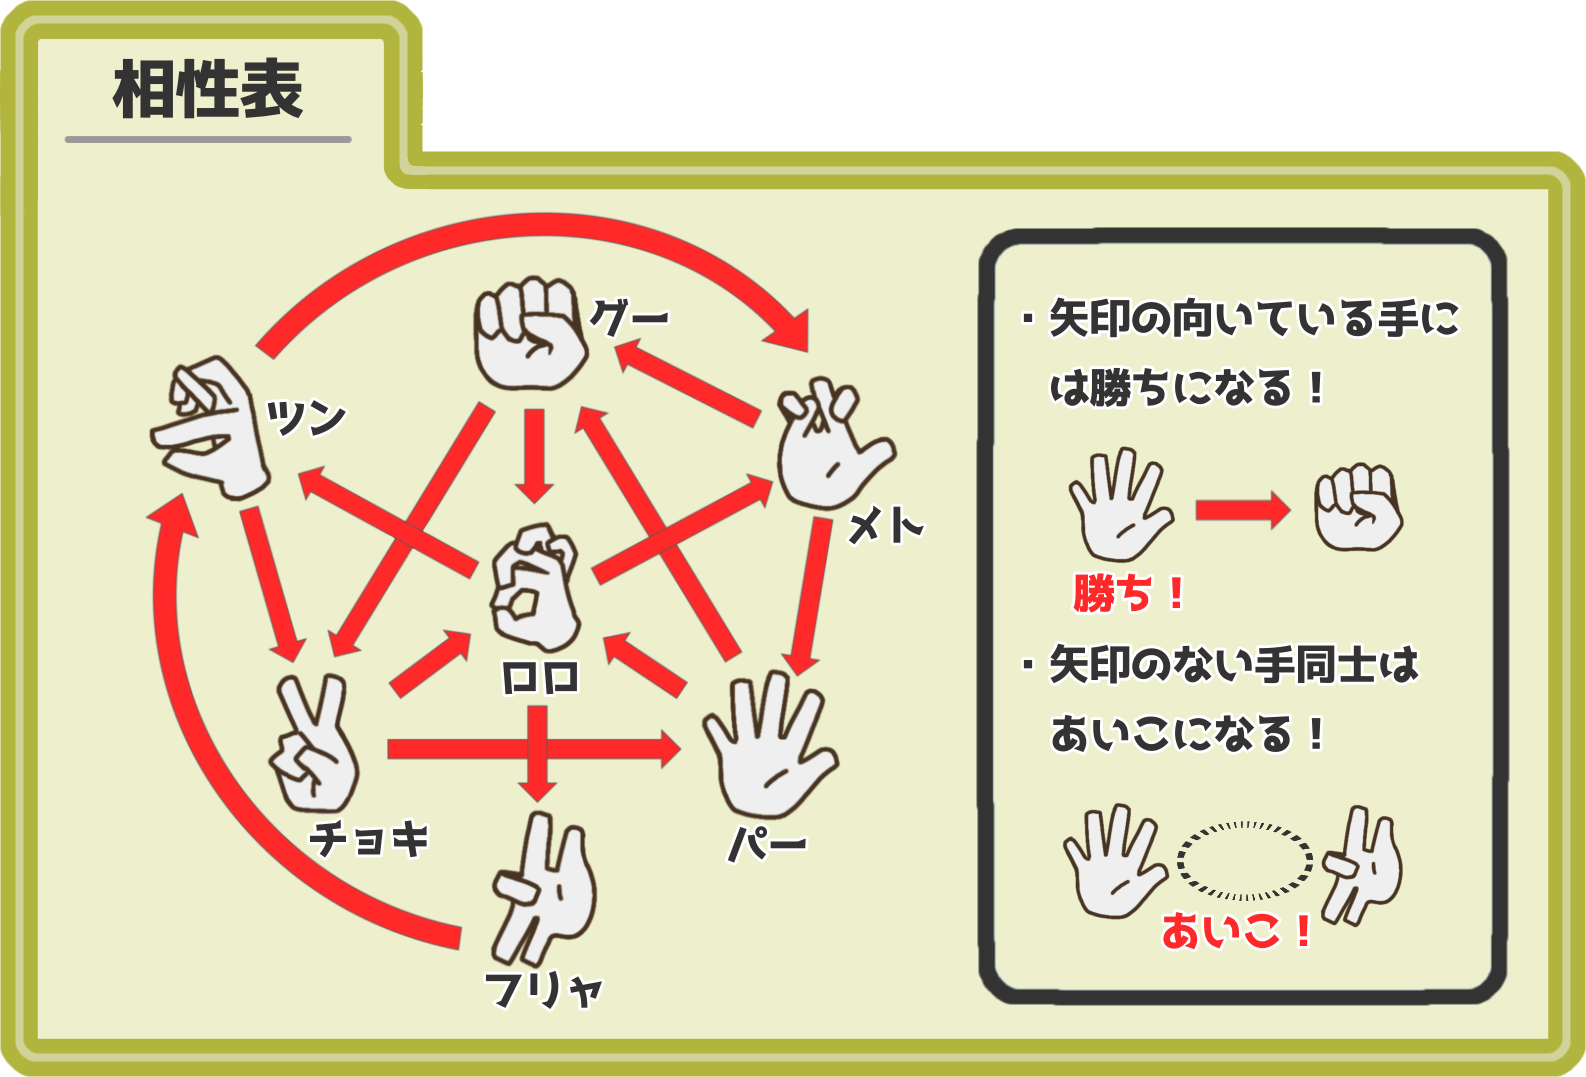 相性表
グー
ツン
メト
ロロ
チョキ
パー
フリャ
・矢印の向いている手に
は勝ちになる！
勝ち！
・矢印のない手同士は
あいこになる！
あいこ！